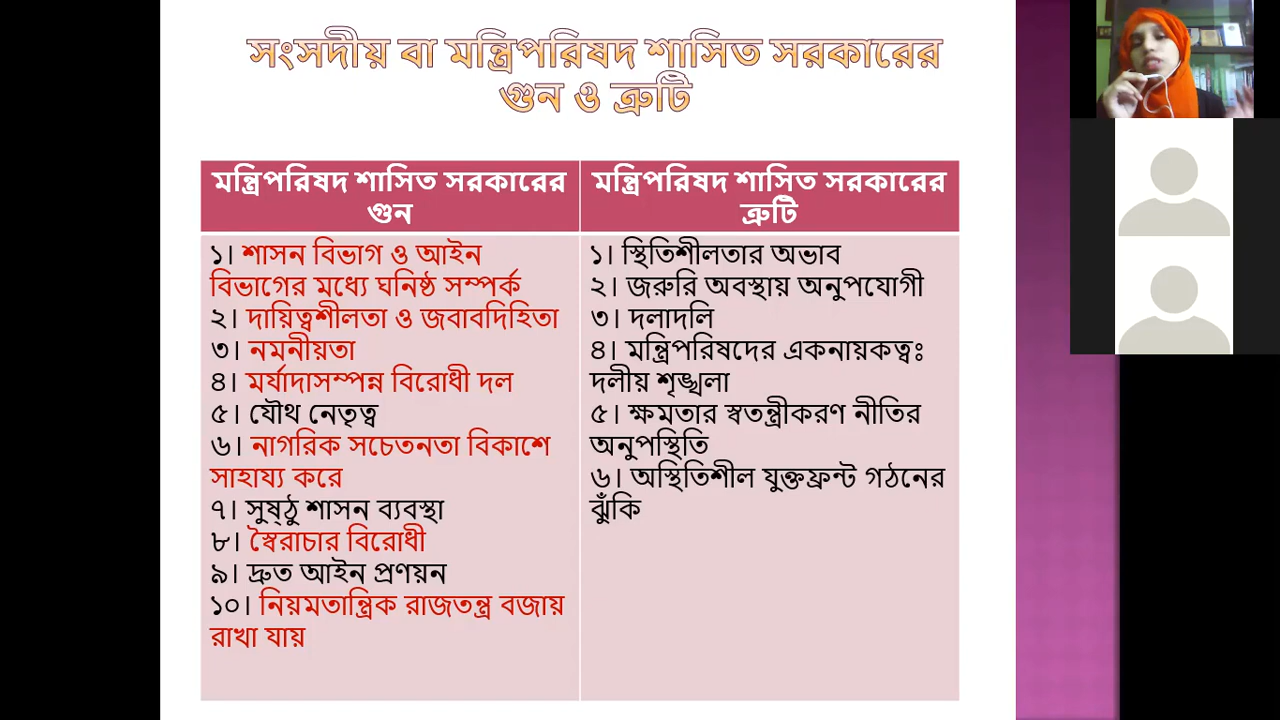 সংসদীয় বা মন্ত্রিপরিষদ শাসিত সরকারের
গুন ও ত্রুটি
মন্ত্রিপরিষদ শাসিত সরকারের
গুন
১। শাসন বিভাগ ও আইন
বিভাগের মধ্যে ঘনিষ্ঠ সম্পর্ক
২। দায়িত্বশীলতা ও জবাবদিহিতা
৩। নমনীয়তা
৪। মর্যাদাসম্পন্ন বিরোধী দল
৫। যৌথ নেতৃত্ব
৬। নাগরিক সচেতনতা বিকাশে
সাহায্য করে
৭। সুষ্ঠু শাসন ব্যবস্থা
৮। স্বৈরাচার বিরোধী
৯। দ্রুত আইন প্রণয়ন
১০। নিয়মতান্ত্রিক রাজতন্ত্র বজায়
রাখা যায়
মন্ত্রিপরিষদ শাসিত সরকারের
ত্রুটি
১। স্থিতিশীলতার অভাব
২। জরুরি অবস্থায় অনুপযোগী
৩। দলাদলি
৪। মন্ত্রিপরিষদের একনায়কত্বঃ
দলীয় শৃঙ্খলা
৫। ক্ষমতার স্বতন্ত্রীকরণ নীতির
অনুপস্থিতি
৬। অস্থিতিশীল যুক্তফ্রন্ট গঠনের
ঝুঁকি